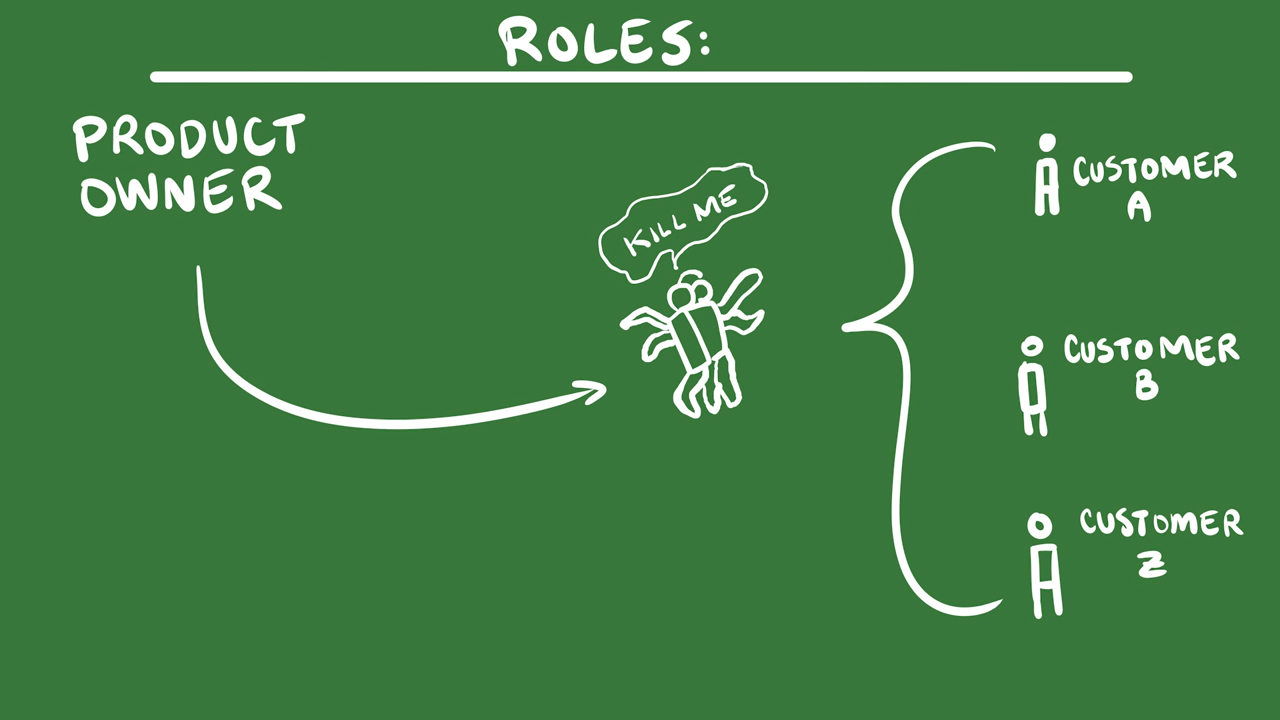 ROLES:
PRODUCT
OWNER
KILL ME
CUSTOMER
A
CUSTOMER
B
CUSTOMER
Z